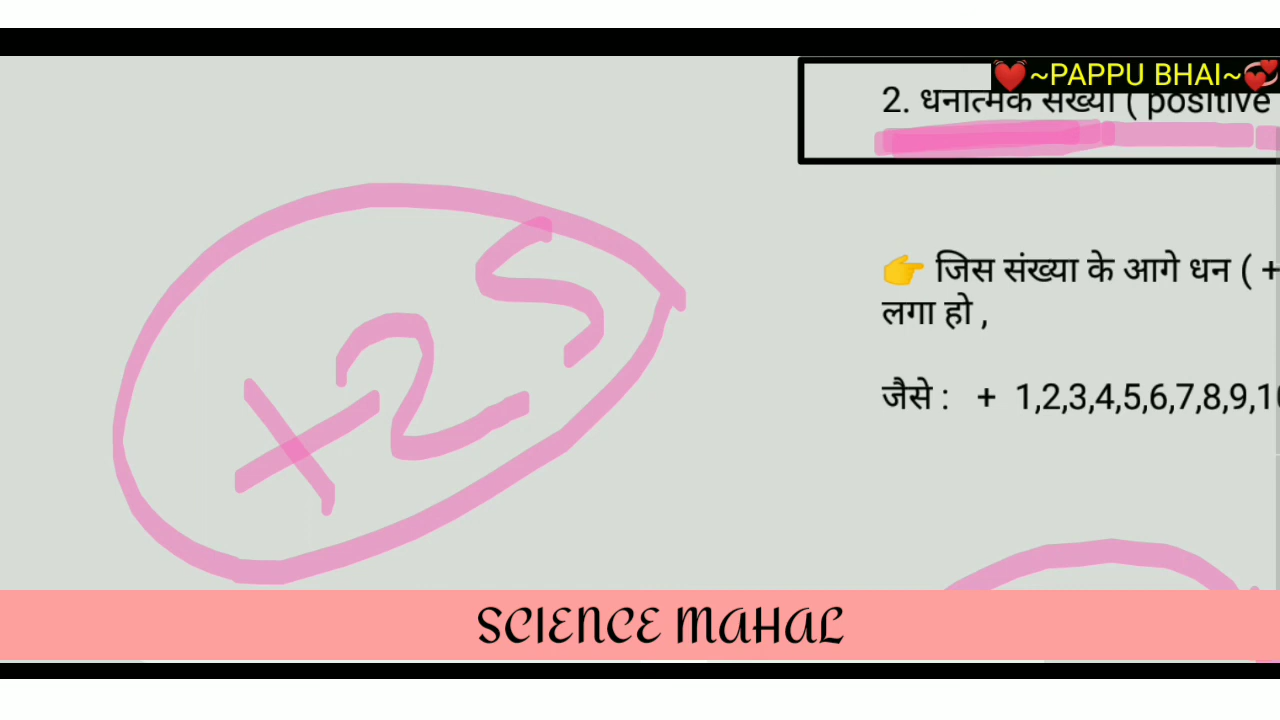 ~PAPPU BHAI~
2. धनात्मक संख्या ( positive
+25
👉 जिस संख्या के आगे धन ( +
लगा हो ,
जैसे : + 1,2,3,4,5,6,7,8,9,10
SCIENCE MAHAL